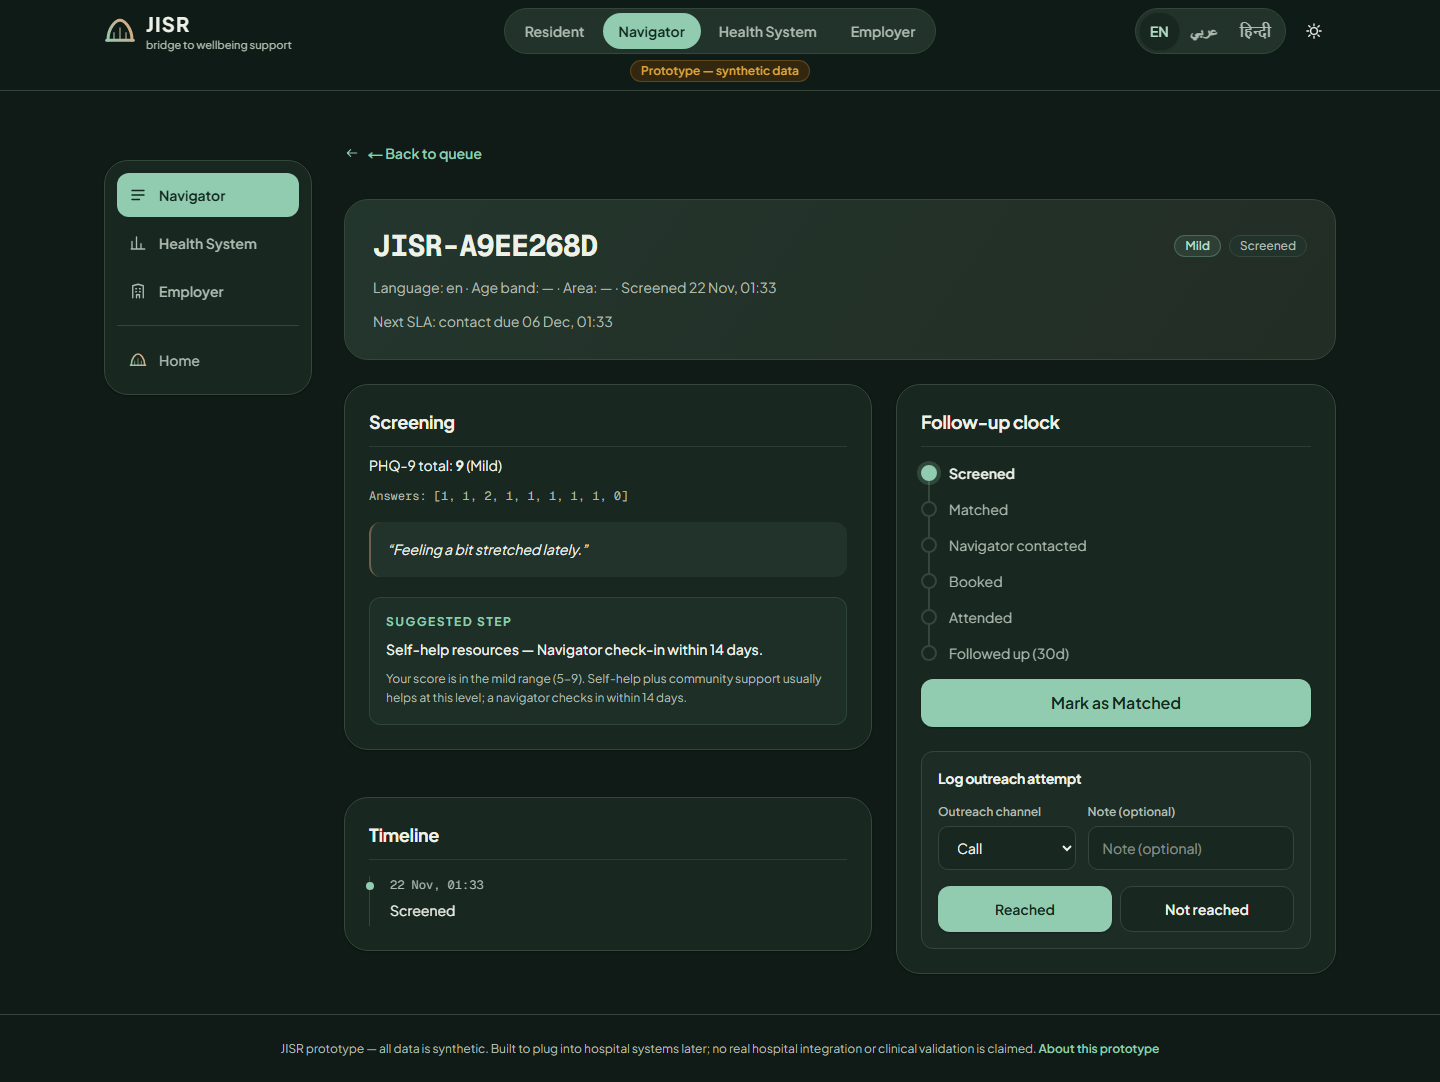 JISR
bridge to wellbeing support
Resident
Navigator
Health System
Employer
Prototype — synthetic data
EN
عربي
हिन्दी
Navigator
Health System
Employer
Home
← ← Back to queue
JISR-A9EE268D
Mild
Screened
Language: en · Age band: — · Area: — · Screened 22 Nov, 01:33
Next SLA: contact due 06 Dec, 01:33
Screening
PHQ-9 total: 9 (Mild)
Answers: [1, 1, 2, 1, 1, 1, 1, 1, 0]
“Feeling a bit stretched lately.”
SUGGESTED STEP
Self-help resources — Navigator check-in within 14 days.
Your score is in the mild range (5–9). Self-help plus community support usually
helps at this level; a navigator checks in within 14 days.
Timeline
22 Nov, 01:33
Screened
Follow-up clock
Screened
Matched
Navigator contacted
Booked
Attended
Followed up (30d)
Mark as Matched
Log outreach attempt
Outreach channel
Note (optional)
Call
Note (optional)
Reached
Not reached
JISR prototype — all data is synthetic. Built to plug into hospital systems later; no real hospital integration or clinical validation is claimed. About this prototype